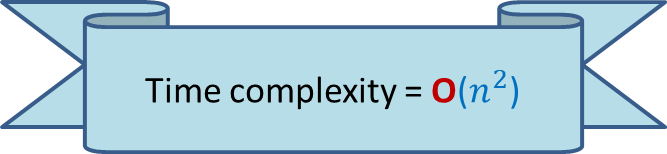 Time complexity = O(n²)